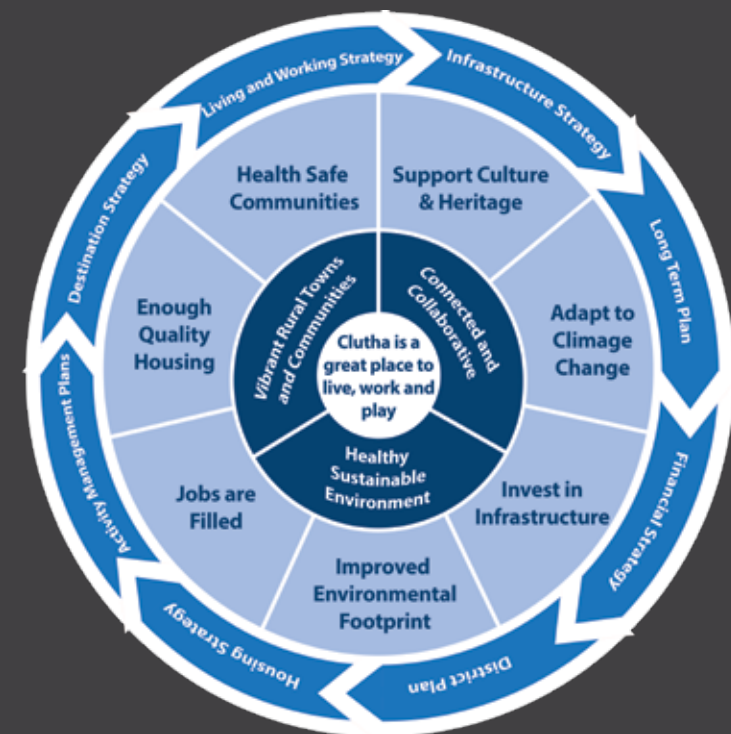 Living and Working Strategy
Infrastructure Strategy
Long Term Plan
Financial Strategy
District Plan
Housing Strategy
Activity Management Plans
Destination Strategy
Health Safe
Communities
Support Culture
& Heritage
Adapt to
Climage
Change
Invest in
Infrastructure
Improved
Environmental
Footprint
Jobs are
Filled
Enough
Quality
Housing
Vibrant Rural Towns
and Communities
Connected and
Collaborative
Healthy
Sustainable
Environment
Clutha is a
great place to
live, work and
play